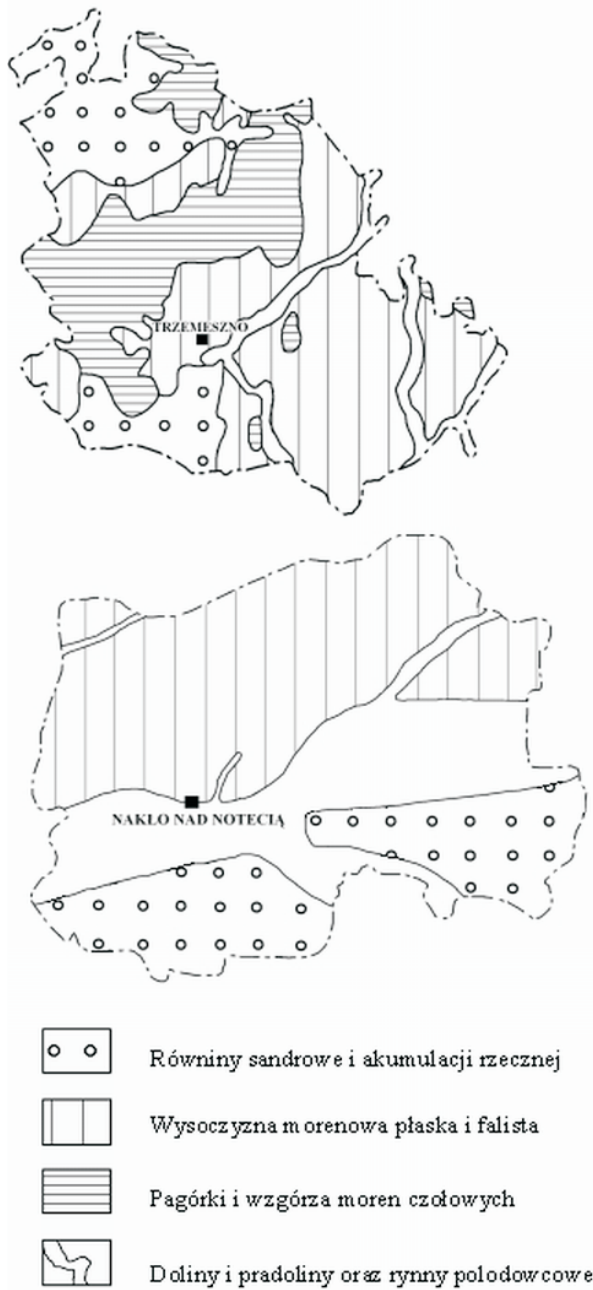 TRZEMESZNO
NAKŁO NAD NOTECIĄ
Równiny sandrowe i akumulacji rzecznej
Wysoczyzna morenowa płaska i falista
Pagórki i wzgórza moren czołowych
Doliny i pradoliny oraz rynny polodowcowe